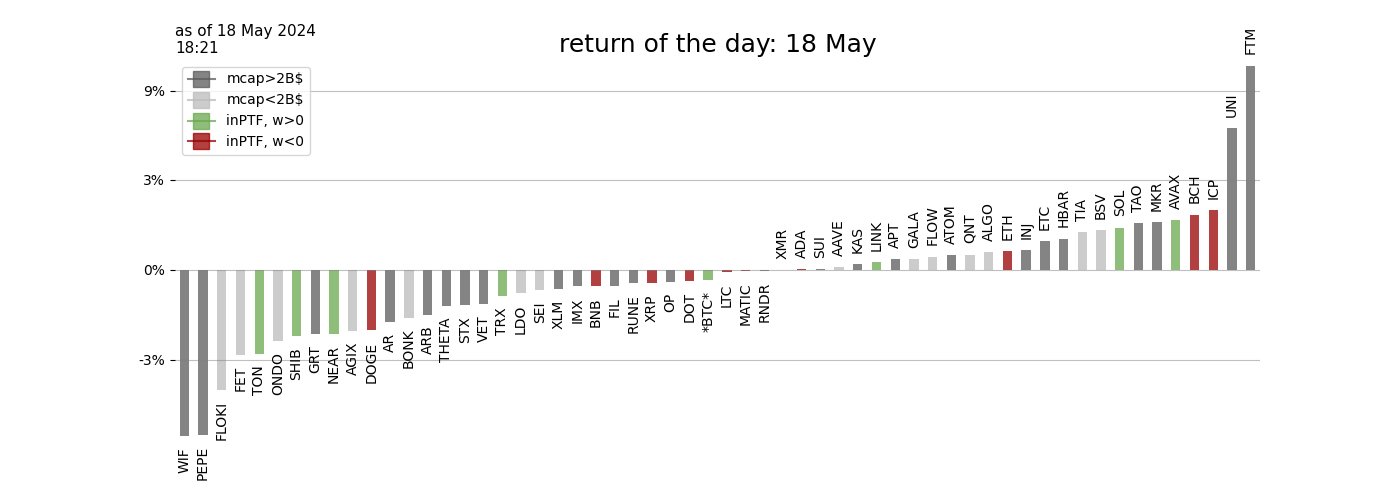 as of 18 May 2024
18:21
return of the day: 18 May
mcap>2B$
mcap<2B$
inPTF, w>0
inPTF, w<0
9%
3%
0%
-3%
WIF
PEPE
FLOKI
FET
TON
ONDO
SHIB
GRT
NEAR
AGIX
DOGE
AR
BONK
ARB
THETA
STX
VET
TRX
LDO
SEI
XLM
IMX
BNB
FIL
RUNE
XRP
OP
DOT
*BTC*
LTC
MATIC
RNDR
XMR
ADA
SUI
AAVE
KAS
LINK
APT
GALA
FLOW
ATOM
QNT
ALGO
ETH
INJ
ETC
HBAR
TIA
BSV
SOL
TAO
MKR
AVAX
BCH
ICP
UNI
FTM